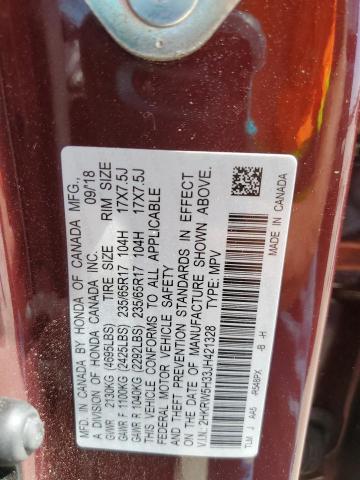 MFD. IN CANADA BY HONDA OF CANADA MFG.,
A DIVISION OF HONDA CANADA INC. 09/18
TIRE SIZE RIM SIZE
GVWR 2130KG (4695LBS)
GAWR F 1100KG (2425LBS) 235/65R17 104H 17X7.5J
GAWR R 1040KG (2292LBS) 235/65R17 104H 17X7.5J
THIS VEHICLE CONFORMS TO ALL APPLICABLE
FEDERAL MOTOR VEHICLE SAFETY
AND THEFT PREVENTION STANDARDS IN EFFECT
ON THE DATE OF MANUFACTURE SHOWN ABOVE.
V.I.N.: 2HKRW5H33JH421328 TYPE: MPV
MADE IN CANADA
TLM J AA5 R548PX -B -H